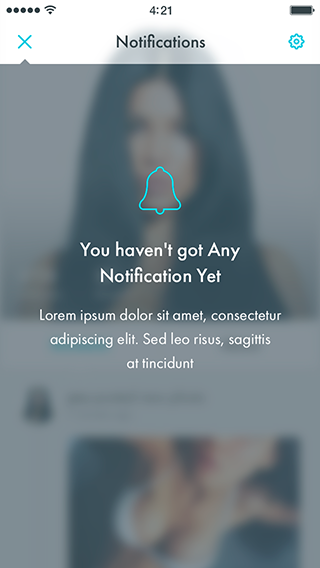 4:21
Notifications
You haven't got Any
Notification Yet
Lorem ipsum dolor sit amet, consectetur
adipiscing elit. Sed leo risus, sagittis
at tincidunt